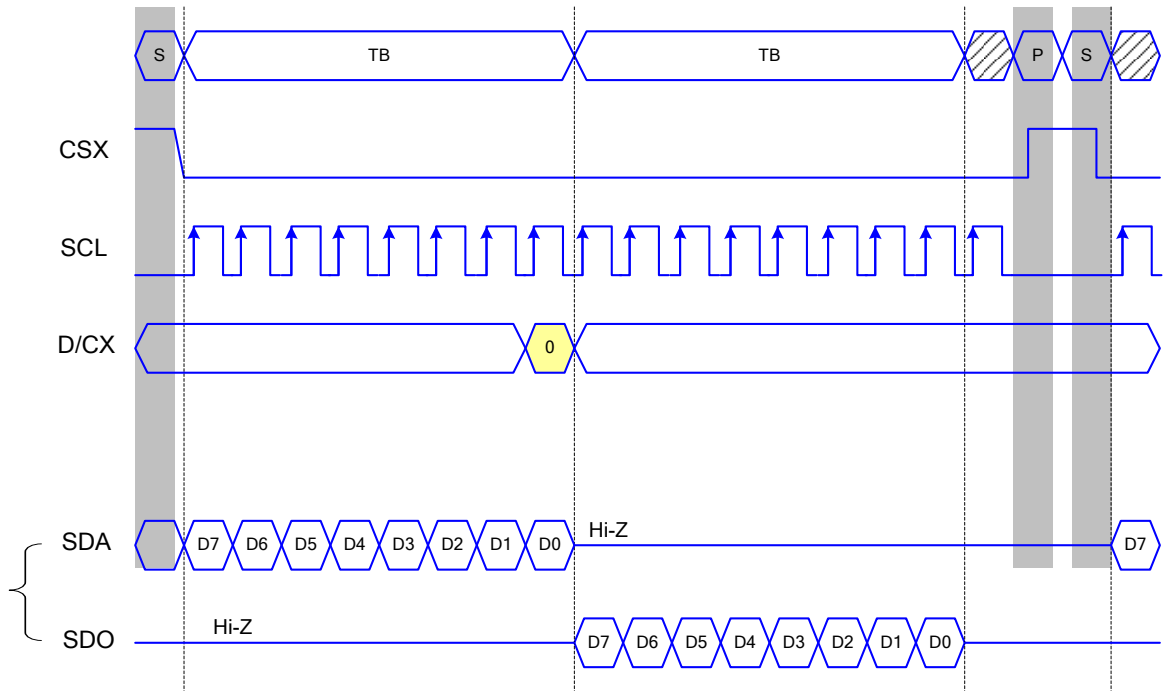 S TB TB P S
CSX
SCL
D/CX 0
SDA D7 D6 D5 D4 D3 D2 D1 D0 Hi-Z D7
SDO Hi-Z D7 D6 D5 D4 D3 D2 D1 D0